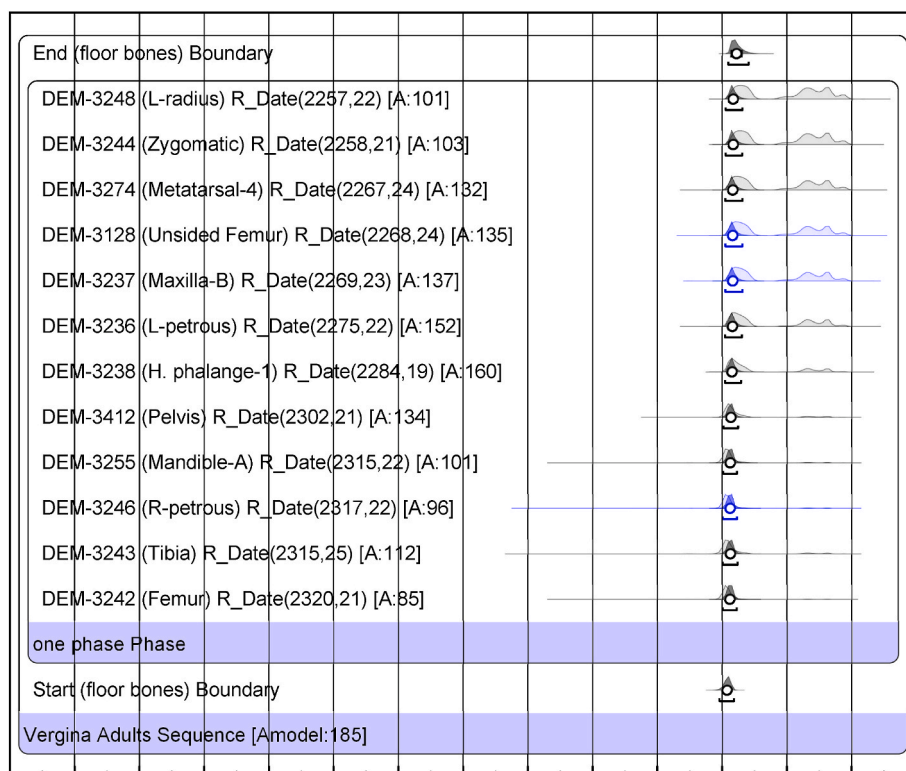 End (floor bones) Boundary
DEM-3248 (L-radius) R_Date(2257,22) [A:101]
DEM-3244 (Zygomatic) R_Date(2258,21) [A:103]
DEM-3274 (Metatarsal-4) R_Date(2267,24) [A:132]
DEM-3128 (Unsided Femur) R_Date(2268,24) [A:135]
DEM-3237 (Maxilla-B) R_Date(2269,23) [A:137]
DEM-3236 (L-petrous) R_Date(2275,22) [A:152]
DEM-3238 (H. phalange-1) R_Date(2284,19) [A:160]
DEM-3412 (Pelvis) R_Date(2302,21) [A:134]
DEM-3255 (Mandible-A) R_Date(2315,22) [A:101]
DEM-3246 (R-petrous) R_Date(2317,22) [A:96]
DEM-3243 (Tibia) R_Date(2315,25) [A:112]
DEM-3242 (Femur) R_Date(2320,21) [A:85]
one phase Phase
Start (floor bones) Boundary
Vergina Adults Sequence [Amodel:185]